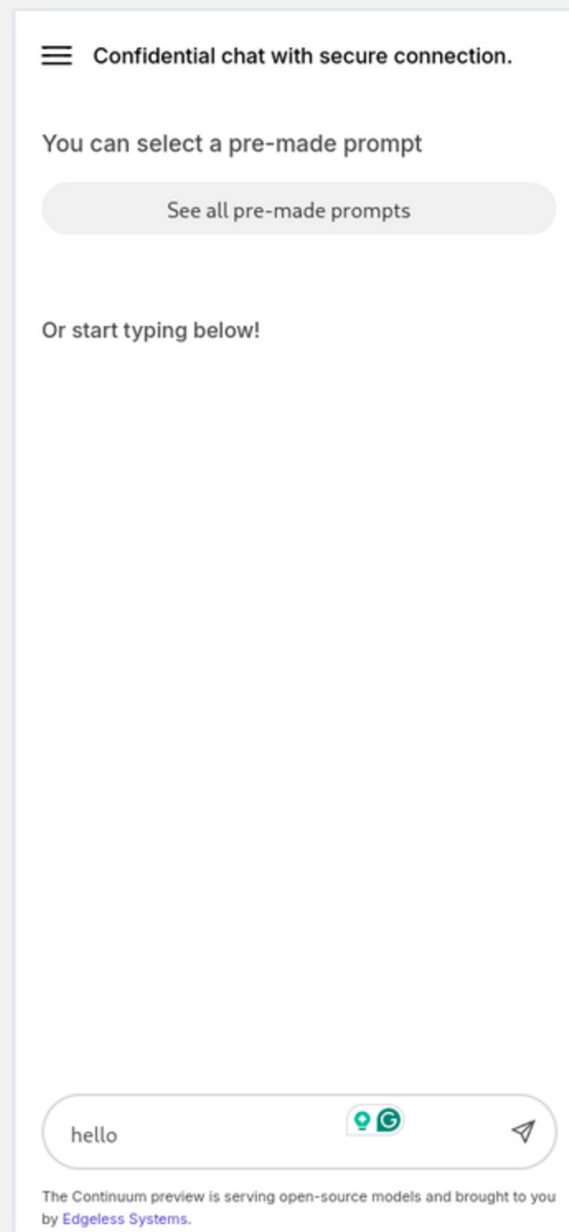 Confidential chat with secure connection.
You can select a pre-made prompt
See all pre-made prompts
Or start typing below!
hello
The Continuum preview is serving open-source models and brought to you
by Edgeless Systems.